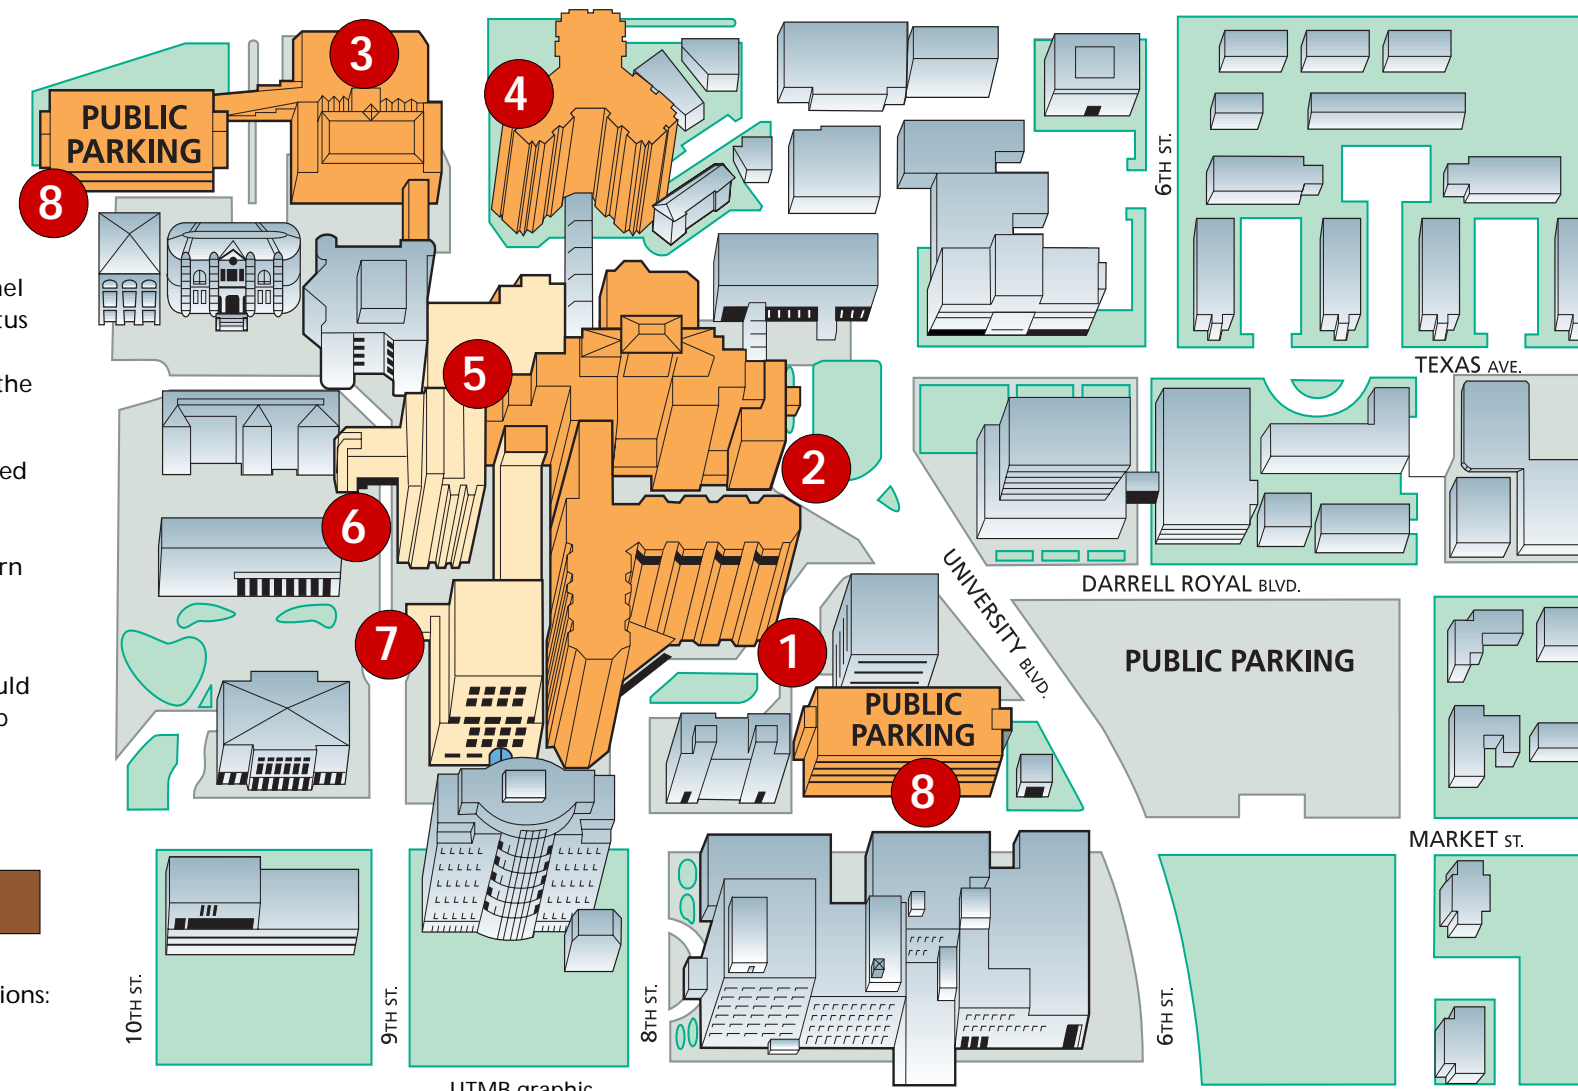 3
4
PUBLIC
PARKING
8
6TH ST.
nel
tus
the
5
TEXAS AVE.
2
ed
6
rn
UNIVERSITY BLVD.
DARRELL ROYAL BLVD.
7
1
PUBLIC PARKING
uld
PUBLIC
PARKING
8
MARKET ST.
10TH ST.
9TH ST.
8TH ST.
6TH ST.
ions:
UTMB graphic